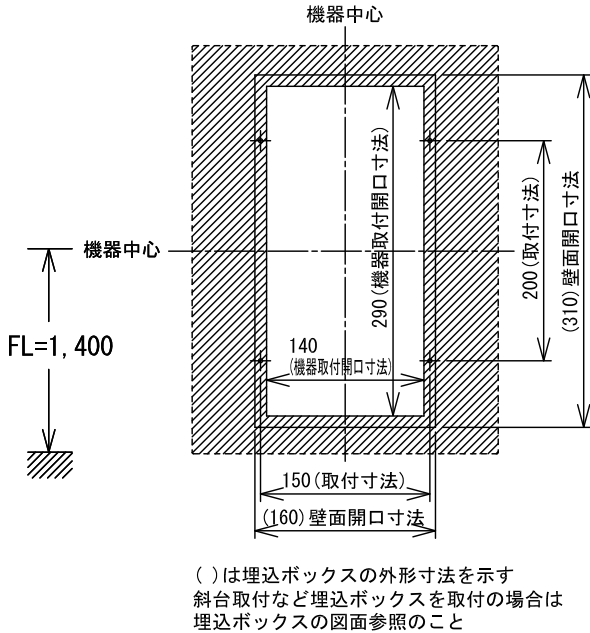 機器中心
機器中心
FL=1,400
290(機器取付開口寸法)
200(取付寸法)
(310)壁面開口寸法
140
(機器取付開口寸法)
150(取付寸法)
(160)壁面開口寸法
( )は埋込ボックスの外形寸法を示す
斜台取付など埋込ボックスを取付の場合は
埋込ボックスの図面参照のこと